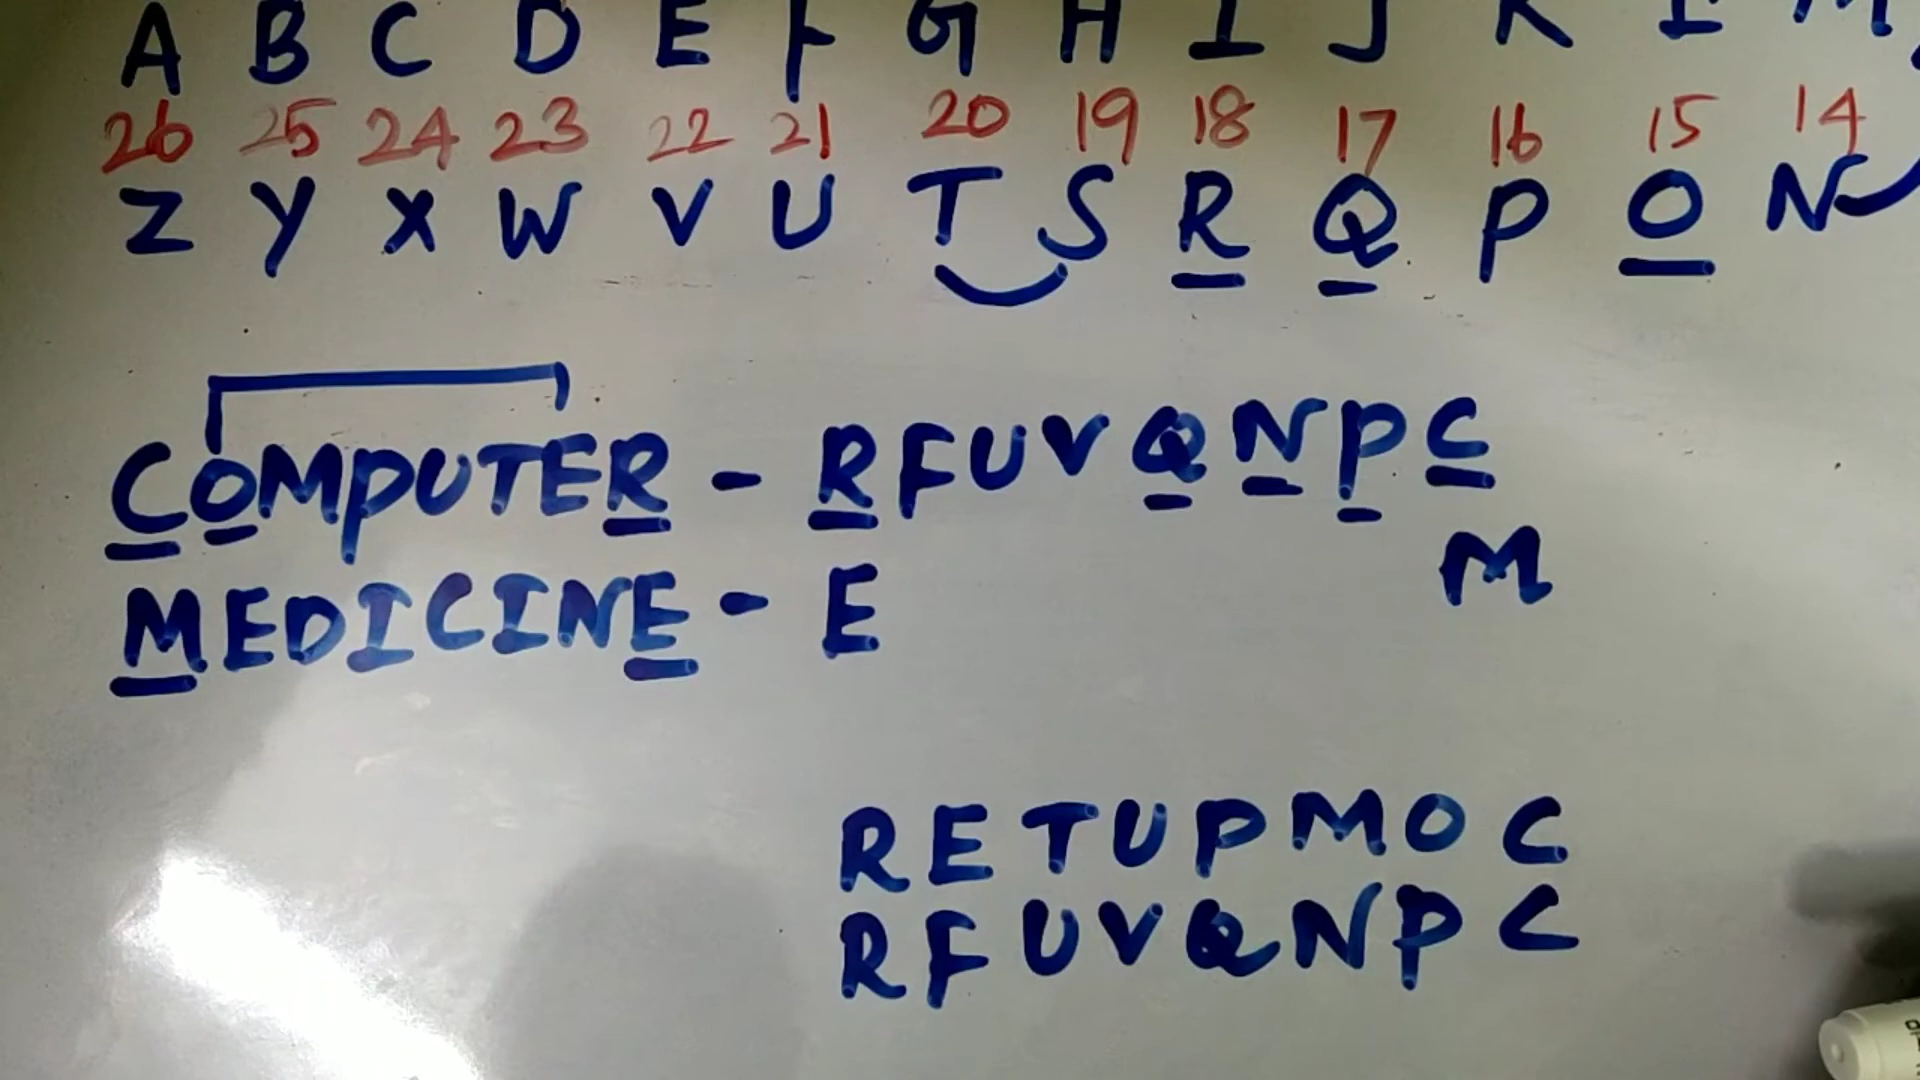 A B C D E F G H I J K L M
26 25 24 23 22 21 20 19 18 17 16 15 14
Z Y X W V U T S R Q P O N
COMPUTER - RFUVQNPC
MEDICINE - E M
RETUPMOC
RFUVQNPC